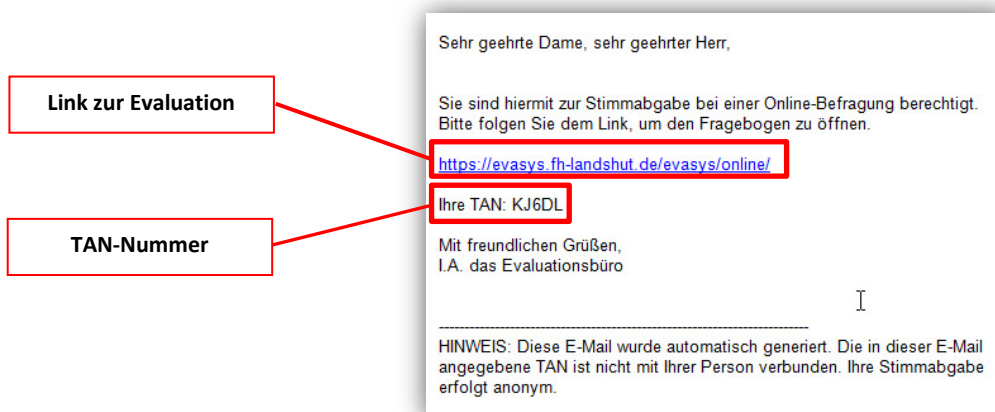 Sehr geehrte Dame, sehr geehrter Herr,
Link zur Evaluation
Sie sind hiermit zur Stimmabgabe bei einer Online-Befragung berechtigt.
Bitte folgen Sie dem Link, um den Fragebogen zu öffnen.
https://evasys.fh-landshut.de/evasys/online/
Ihre TAN: KJ6DL
TAN-Nummer
Mit freundlichen Grüßen,
I.A. das Evaluationsbüro
------------------------------------------------------------------------
HINWEIS: Diese E-Mail wurde automatisch generiert. Die in dieser E-Mail
angegebene TAN ist nicht mit Ihrer Person verbunden. Ihre Stimmabgabe
erfolgt anonym.